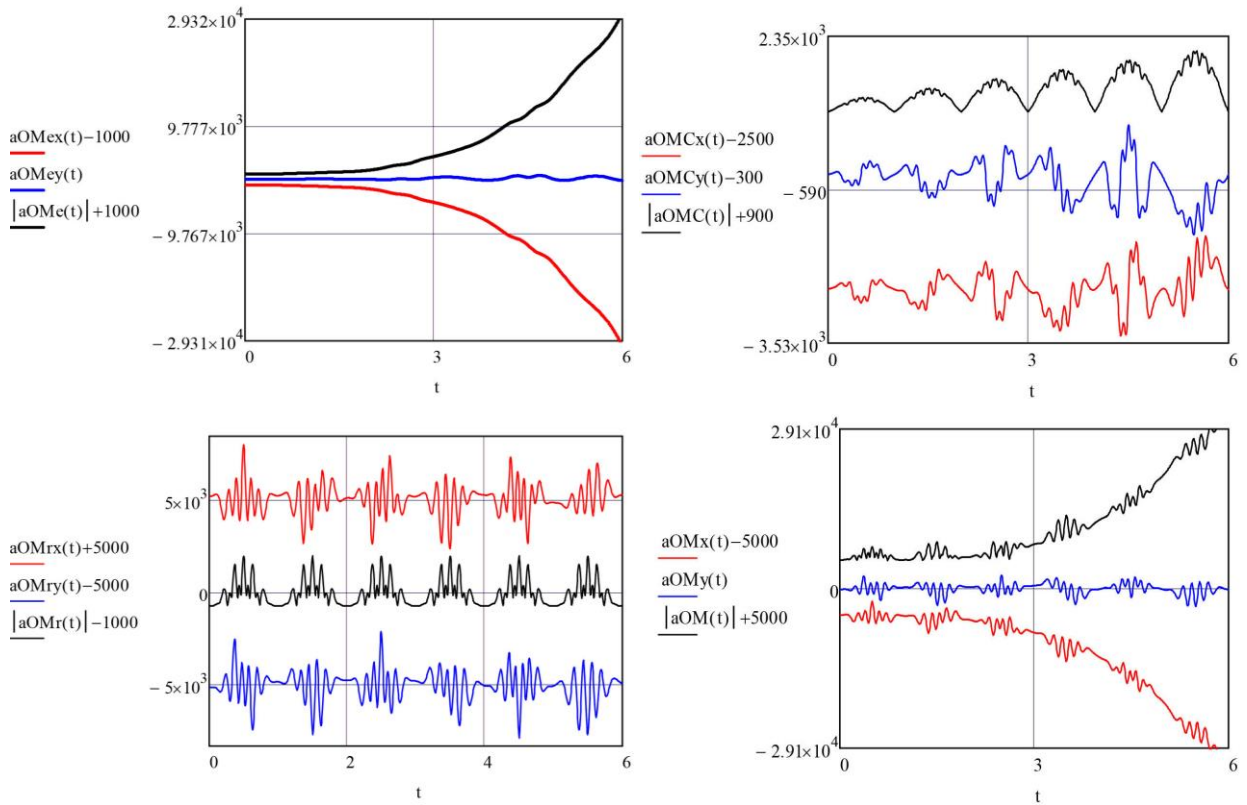 2.932×10⁴
9.777×10³
aOMex(t)−1000
aOMey(t)
|aOMe(t)|+1000
− 9.767×10³
− 2.931×10⁴
0
3
6
t
2.35×10³
aOMCx(t)−2500
aOMCy(t)−300
− 590
|aOMC(t)|+900
− 3.53×10³
0
3
6
t
5×10³
aOMrx(t)+5000
aOMry(t)−5000
0
|aOMr(t)|−1000
− 5×10³
0
2
4
6
t
2.91×10⁴
aOMx(t)−5000
aOMy(t)
0
|aOM(t)|+5000
− 2.91×10⁴
0
3
6
t